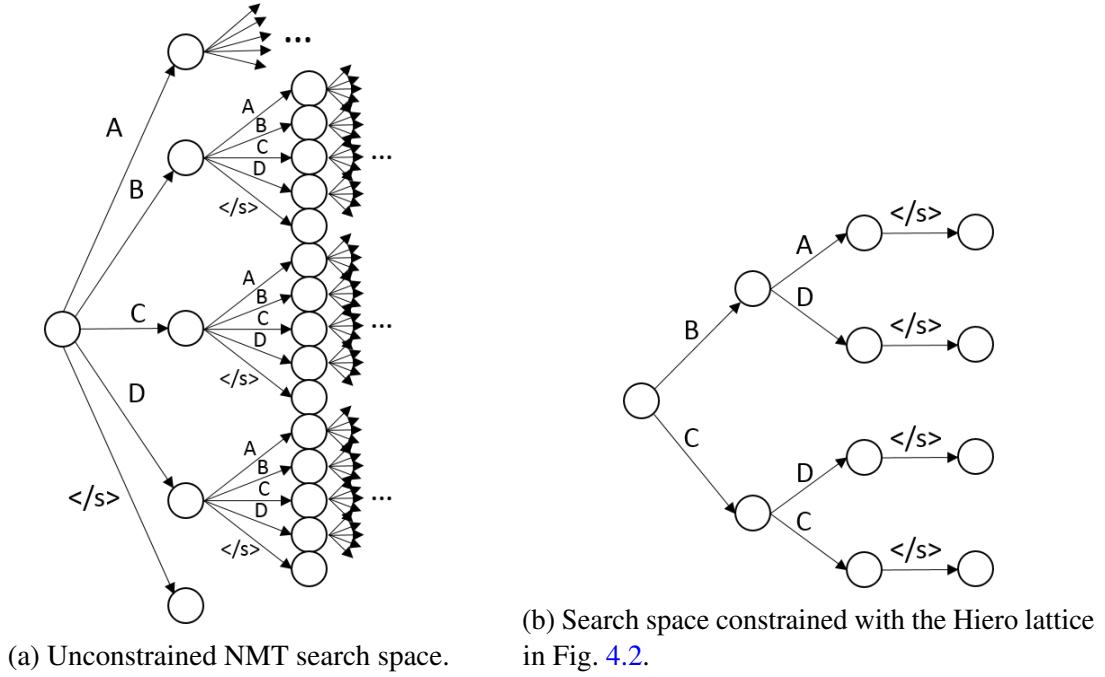 ...
A
B
C
D
</s>
A
B
C
D
</s>
...
A
B
C
D
</s>
...
A
B
C
D
</s>
...
(a) Unconstrained NMT search space.
B
C
A
D
D
C
</s>
</s>
</s>
</s>
(b) Search space constrained with the Hiero lattice
in Fig. 4.2.